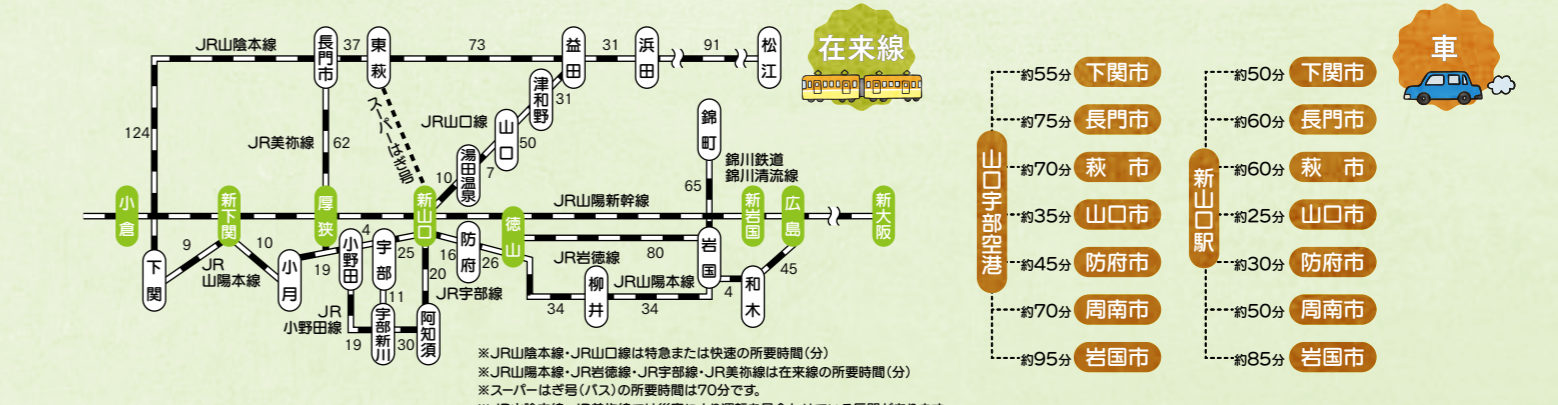 在来線
JR山陰本線
長門市
37
東萩
73
益田
31
浜田
91
松江
津和野
31
山口
50
JR山口線
湯田温泉
7
10
スーパーはぎ号
124
JR美祢線
62
錦町
65
錦川鉄道
錦川清流線
小倉
新下関
厚狭
新山口
徳山
JR山陽新幹線
新岩国
広島
新大阪
下関
9
JR
山陽本線
10
小月
19
4
小野田
宇部
25
20
16
防府
26
JR宇部線
JR岩徳線
80
岩国
柳井
JR山陽本線
34
34
4
和木
45
JR
小野田線
19
11
宇部新川
30
阿知須
※JR山陰本線・JR山口線は特急または快速の所要時間(分)
※JR山陽本線・JR岩徳線・JR宇部線・JR美祢線は在来線の所要時間(分)
※スーパーはぎ号(バス)の所要時間は70分です。
車
山口宇部空港
約55分 下関市
約75分 長門市
約70分 萩 市
約35分 山口市
約45分 防府市
約70分 周南市
約95分 岩国市
新山口駅
約50分 下関市
約60分 長門市
約60分 萩 市
約25分 山口市
約30分 防府市
約50分 周南市
約85分 岩国市